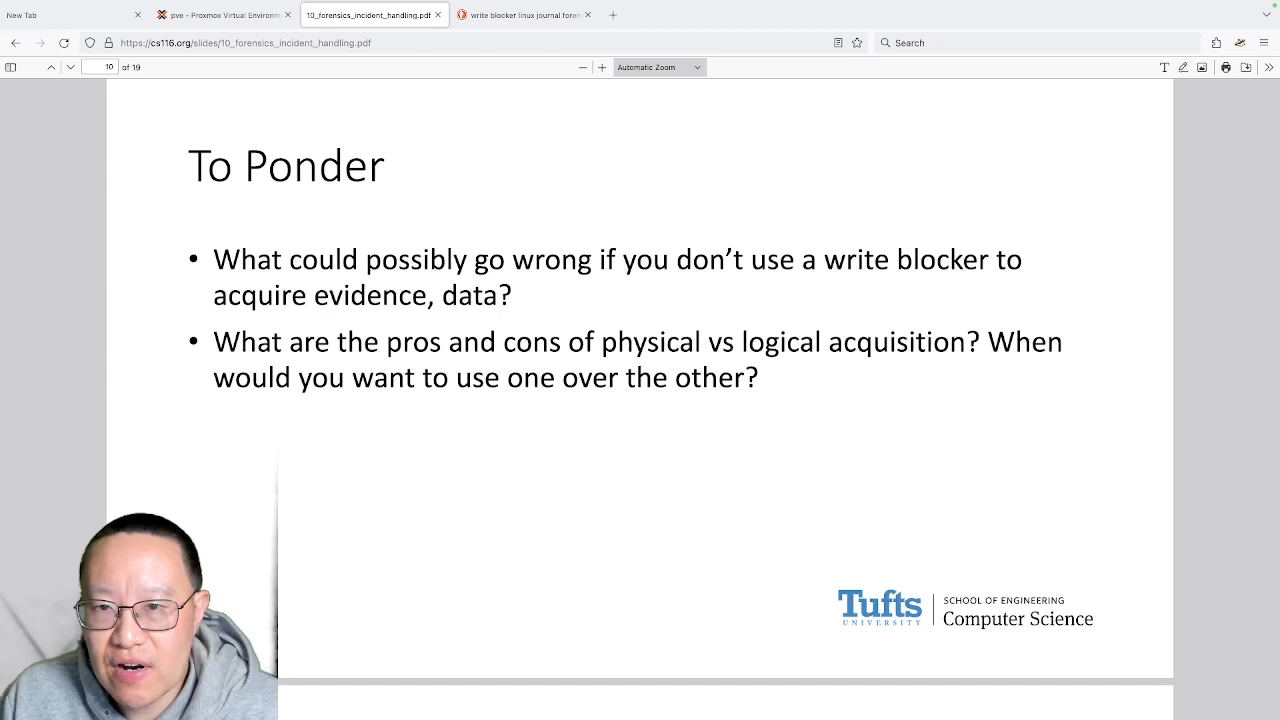 New Tab
pve - Proxmox Virtual Environm
10_forensics_incident_handling.pdf
write blocker linux journal fore
https://cs116.org/slides/10_forensics_incident_handling.pdf
Search
10 of 19
Automatic Zoom
To Ponder
• What could possibly go wrong if you don’t use a write blocker to
acquire evidence, data?
• What are the pros and cons of physical vs logical acquisition? When
would you want to use one over the other?
Tufts
UNIVERSITY
SCHOOL OF ENGINEERING
Computer Science